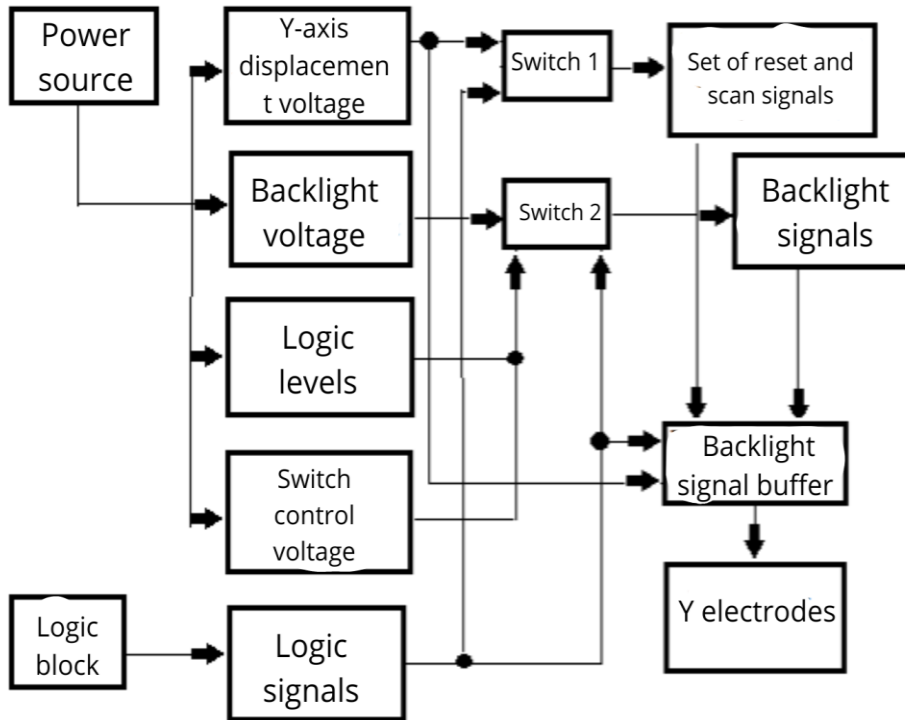 Power
source
Y-axis
displacemen
t voltage
Switch 1
Set of reset and
scan signals
Backlight
voltage
Switch 2
Backlight
signals
Logic
levels
Switch
control
voltage
Backlight
signal buffer
Logic
block
Logic
signals
Y electrodes